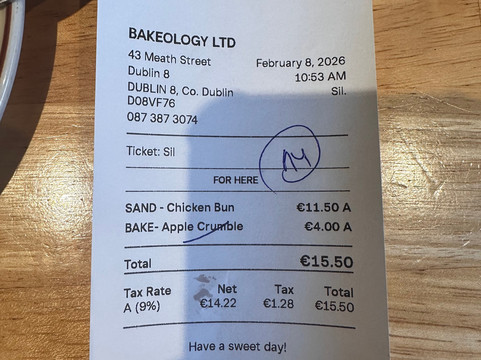 BAKEOLOGY LTD
43 Meath Street
Dublin 8
DUBLIN 8, Co. Dublin
D08VF76
087 387 3074
February 8, 2026
10:53 AM
Sil.
Ticket: Sil
FOR HERE
SAND - Chicken Bun €11.50 A
BAKE- Apple Crumble €4.00 A
Total €15.50
Tax Rate Net Tax Total
A (9%) €14.22 €1.28 €15.50
Have a sweet day!